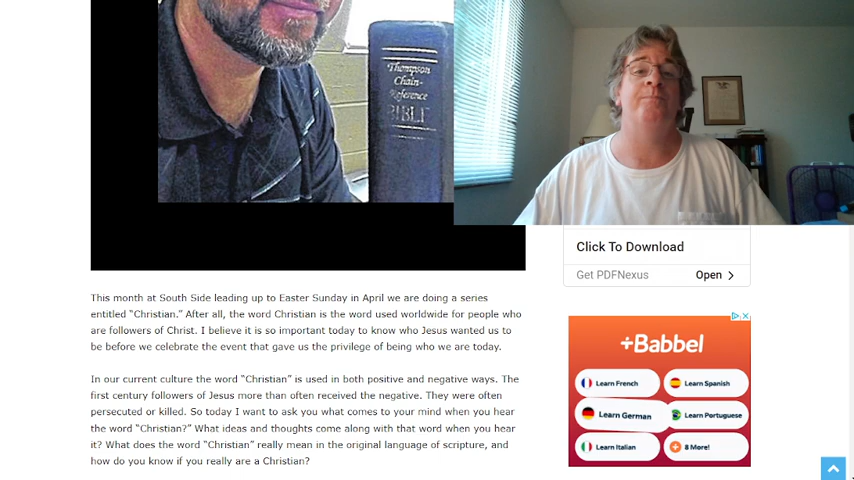 Thompson
Chain-
Reference
BIBLE
Click To Download
Get PDFNexus
Open
This month at South Side leading up to Easter Sunday in April we are doing a series
entitled “Christian.” After all, the word Christian is the word used worldwide for people who
are followers of Christ. I believe it is so important today to know who Jesus wanted us to
be before we celebrate the event that gave us the privilege of being who we are today.
In our current culture the word “Christian” is used in both positive and negative ways. The
first century followers of Jesus more than often received the negative. They were often
persecuted or killed. So today I want to ask you what comes to your mind when you hear
the word “Christian?” What ideas and thoughts come along with that word when you hear
it? What does the word “Christian” really mean in the original language of scripture, and
how do you know if you really are a Christian?
+Babbel
Learn French
Learn Spanish
Learn German
Learn Portuguese
Learn Italian
8 More!